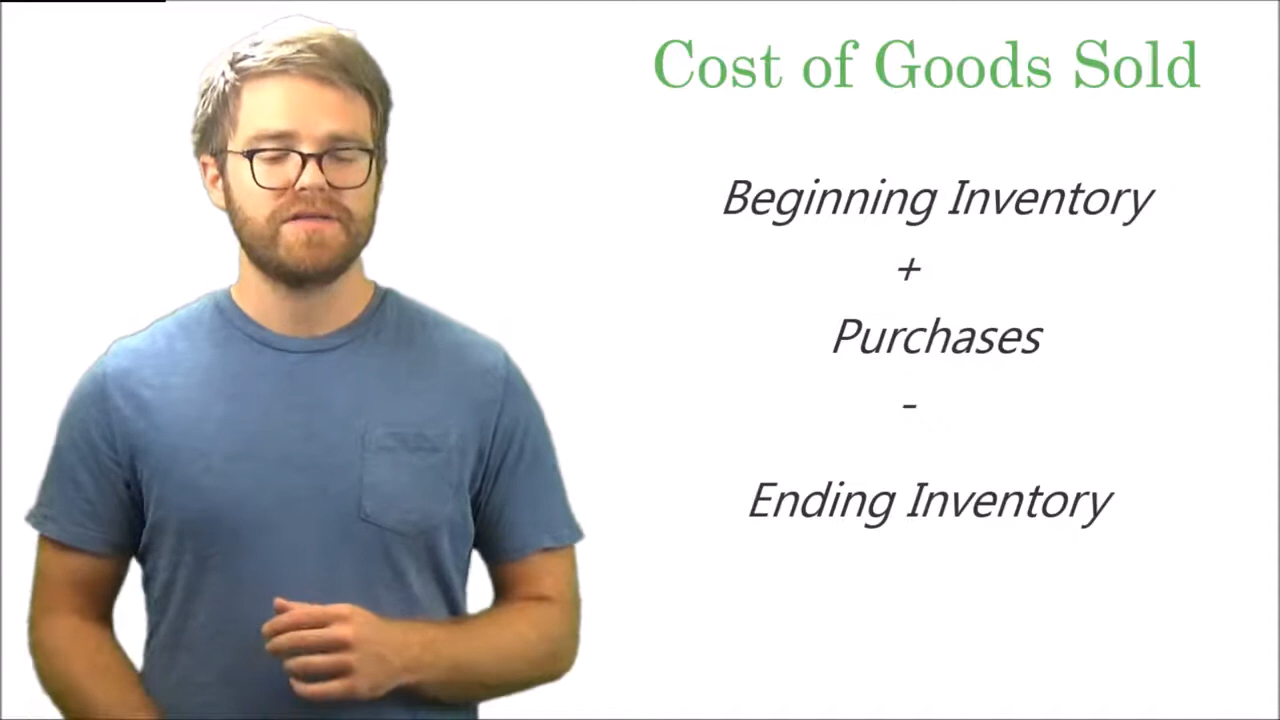 Cost of Goods Sold
Beginning Inventory
+
Purchases
-
Ending Inventory